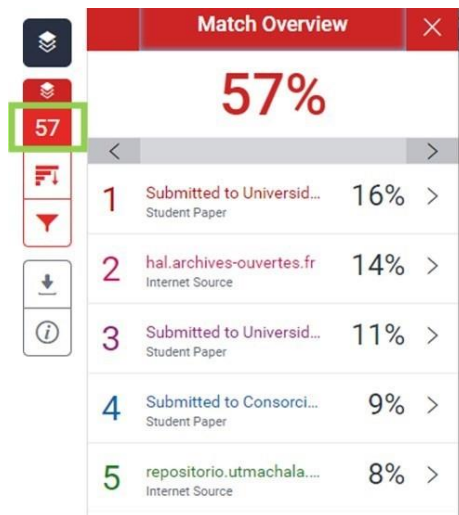 Match Overview
57%
57
1 Submitted to Universid... 16%
Student Paper
2 hal.archives-ouvertes.fr 14%
Internet Source
3 Submitted to Universid... 11%
Student Paper
4 Submitted to Consorci... 9%
Student Paper
5 repositorio.utmachala.... 8%
Internet Source